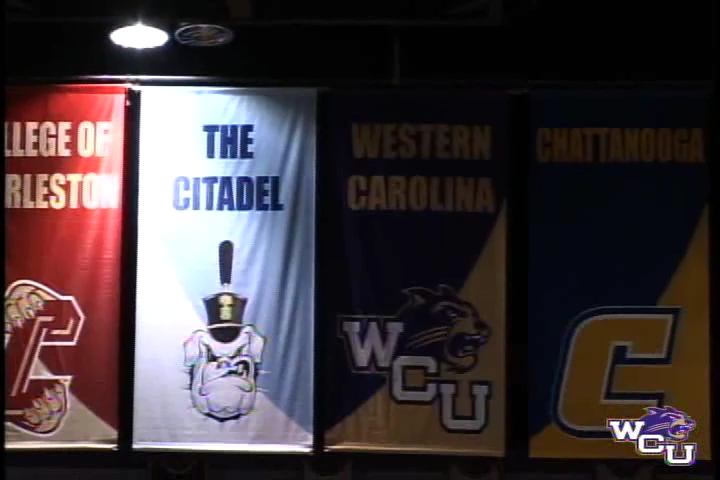 LLEGE OF
RLESTON
C
THE
CITADEL
WESTERN
CAROLINA
WCU
CHATTANOOGA
C
WCU